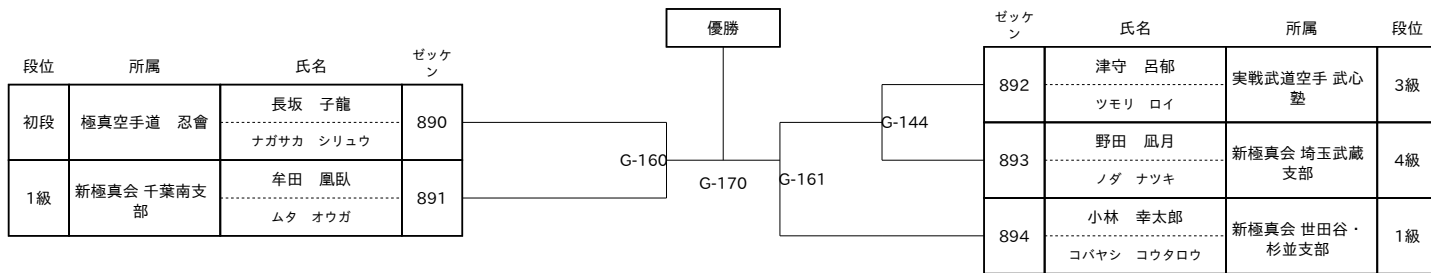 優勝
段位
所属
氏名
ゼッケ
ン
初段
極真空手道　忍會
長坂　子龍
ナガサカ　シリュウ
890
1級
新極真会 千葉南支
部
牟田　凰臥
ムタ　オウガ
891
G-160
G-170
G-161
G-144
ゼッケ
ン
氏名
所属
段位
892
津守　呂郁
ツモリ　ロイ
実戦武道空手 武心
塾
3級
893
野田　凪月
ノダ　ナツキ
新極真会 埼玉武蔵
支部
4級
894
小林　幸太郎
コバヤシ　コウタロウ
新極真会 世田谷・
杉並支部
1級